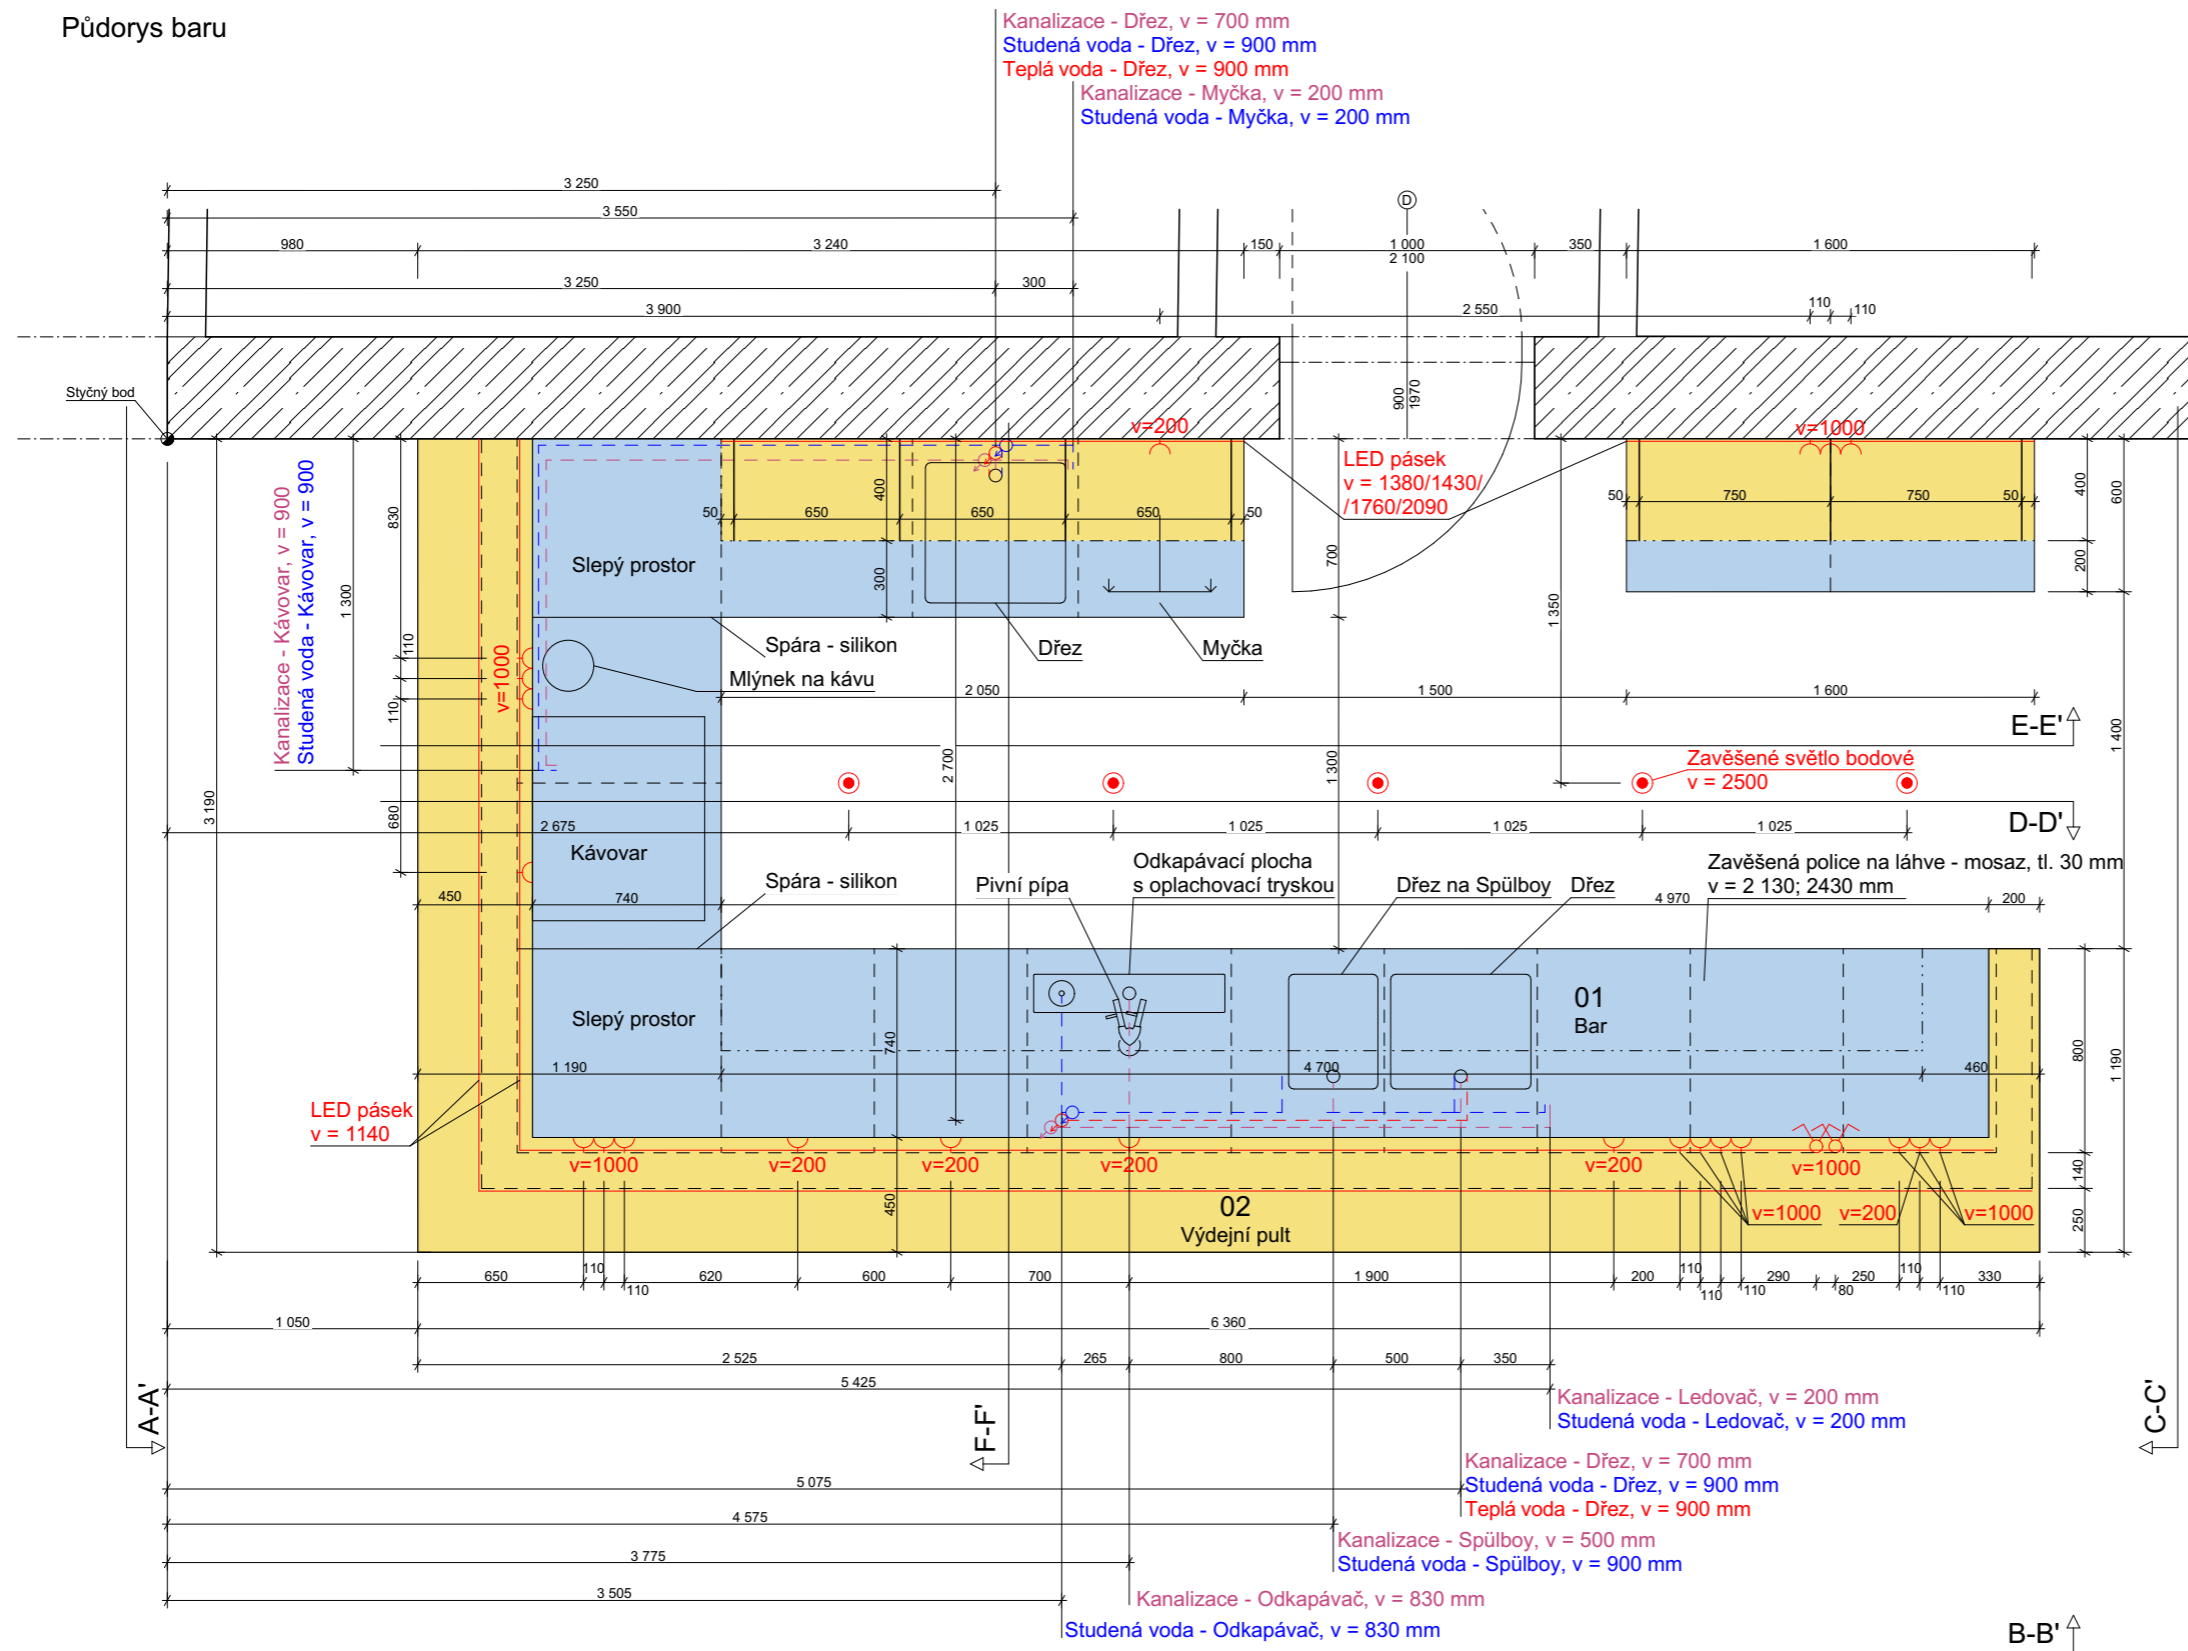 Půdorys baru
Kanalizace - Dřez, v = 700 mm
Studená voda - Dřez, v = 900 mm
Teplá voda - Dřez, v = 900 mm
Kanalizace - Myčka, v = 200 mm
Studená voda - Myčka, v = 200 mm
3 250
3 550
980
3 240
150
1 000
2 100
350
1 600
3 250
300
3 900
2 550
110
110
D
900
1970
Styčný bod
v=200
v=1000
LED pásek
v = 1380/1430/
/1760/2090
Kanalizace - Kávovar, v = 900
Studená voda - Kávovar, v = 900
830
1 300
400
50
650
650
650
50
300
700
1 350
50
750
750
50
400
600
200
Slepý prostor
Spára - silikon
Dřez
Myčka
Mlýnek na kávu
110
110
v=1000
2 050
1 500
1 600
E-E'
1 400
2 700
1 300
Zavěšené světlo bodové
v = 2500
3 190
680
2 675
1 025
1 025
1 025
1 025
D-D'
Kávovar
Spára - silikon
Pivní pípa
Odkapávací plocha
s oplachovací tryskou
Dřez na Spülboy
Dřez
Zavěšená police na láhve - mosaz, tl. 30 mm
v = 2 130; 2430 mm
450
740
4 970
200
Slepý prostor
01
Bar
740
800
1 190
1 190
4 700
460
LED pásek
v = 1140
v=1000
v=200
v=200
v=200
v=200
v=1000
140
450
02
Výdejní pult
v=1000
v=200
v=1000
250
650
110
110
620
600
700
1 900
200
110
110
110
290
80
250
110
110
330
1 050
6 360
2 525
265
800
500
350
5 425
A-A'
F-F'
C-C'
Kanalizace - Ledovač, v = 200 mm
Studená voda - Ledovač, v = 200 mm
Kanalizace - Dřez, v = 700 mm
Studená voda - Dřez, v = 900 mm
Teplá voda - Dřez, v = 900 mm
5 075
4 575
Kanalizace - Spülboy, v = 500 mm
Studená voda - Spülboy, v = 900 mm
3 775
3 505
Kanalizace - Odkapávač, v = 830 mm
Studená voda - Odkapávač, v = 830 mm
B-B'